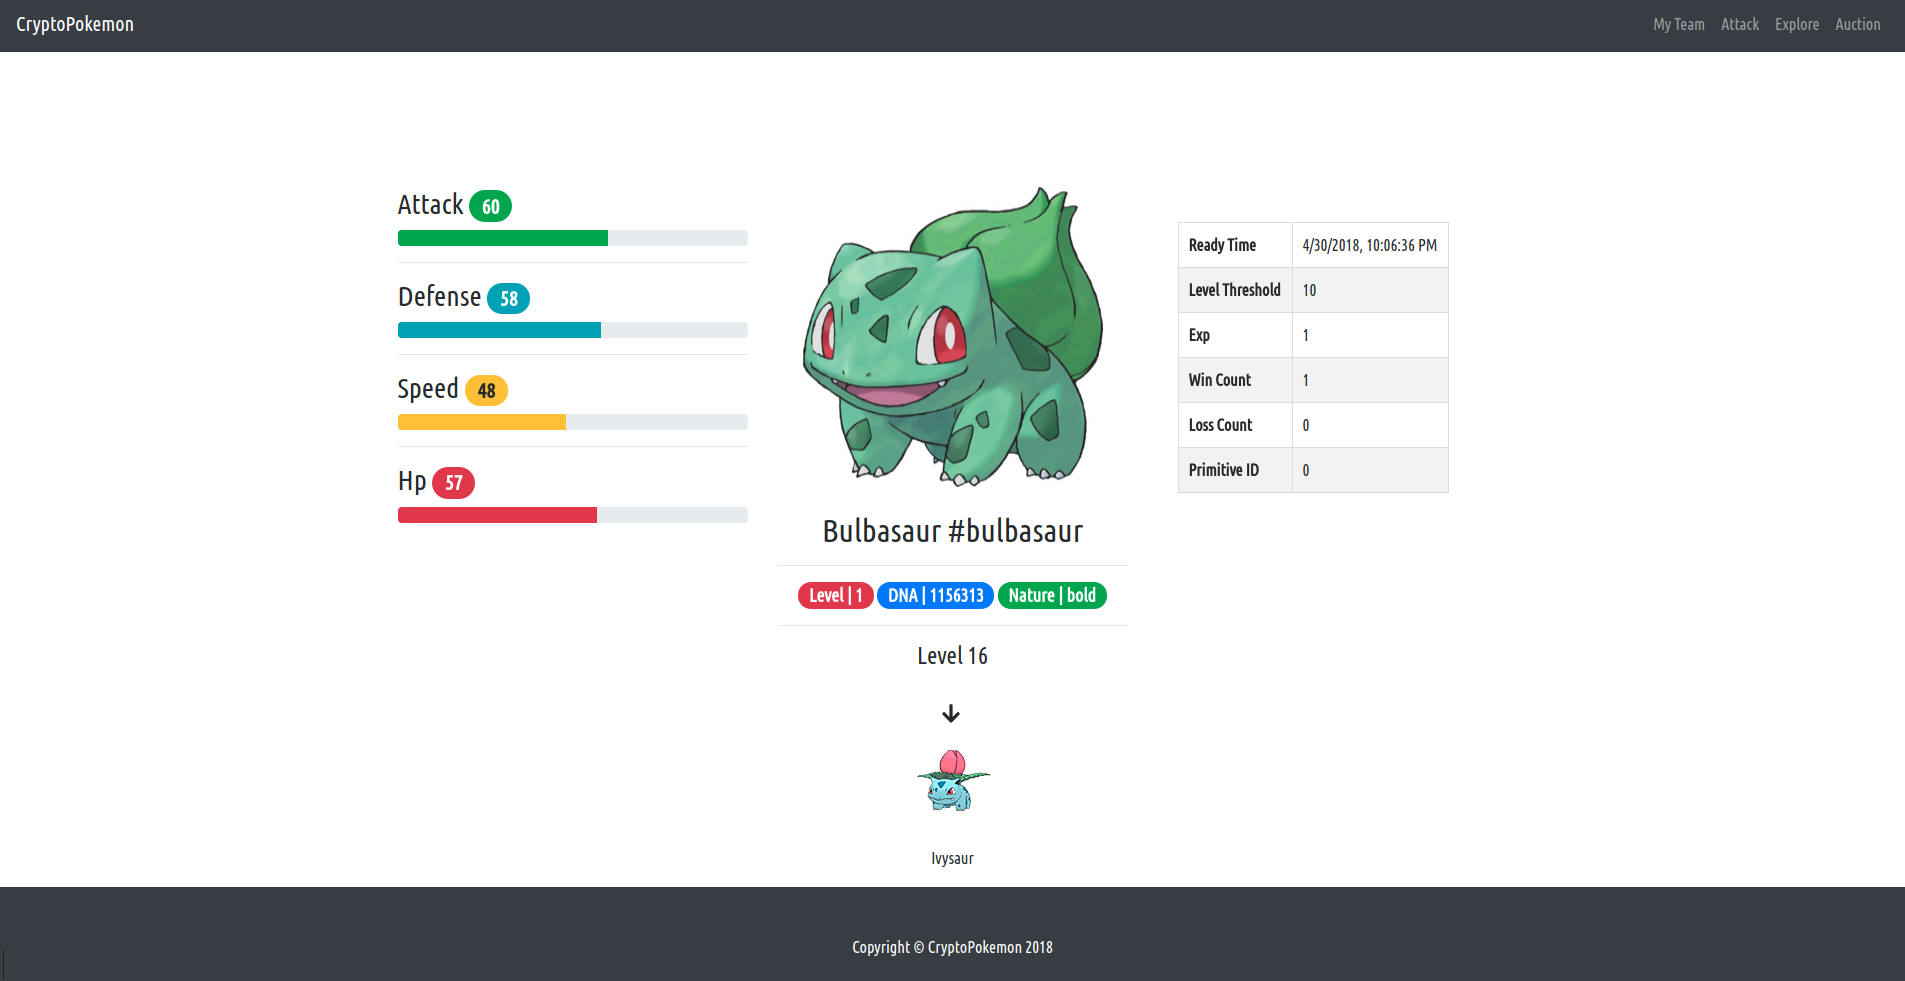 CryptoPokemon
My Team Attack Explore Auction
Attack 60
Defense 58
Speed 48
Hp 57
Bulbasaur #bulbasaur
Level | 1 DNA | 1156313 Nature | bold
Level 16
Ivysaur
Ready Time 4/30/2018, 10:06:36 PM
Level Threshold 10
Exp 1
Win Count 1
Loss Count 0
Primitive ID 0
Copyright © CryptoPokemon 2018